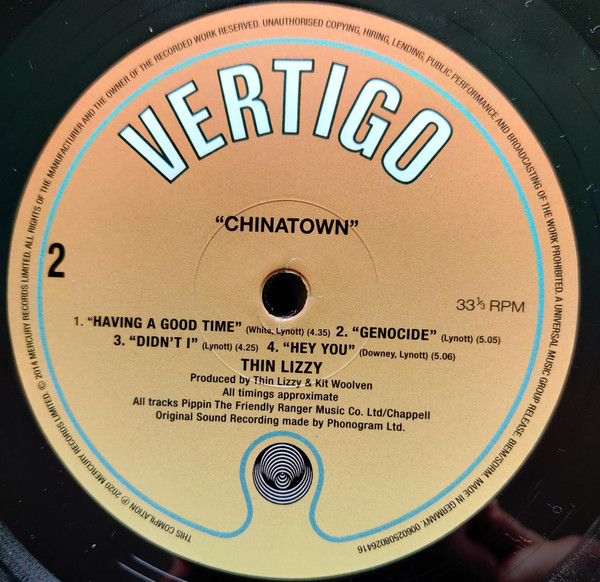 VERTIGO
"CHINATOWN"
2
33⅓ RPM
1. "HAVING A GOOD TIME" (White, Lynott) (4.35) 2. "GENOCIDE" (Lynott) (5.05)
3. "DIDN'T I" (Lynott) (4.25) 4. "HEY YOU" (Downey, Lynott) (5.06)
THIN LIZZY
Produced by Thin Lizzy & Kit Woolven
All timings approximate
All tracks Pippin The Friendly Ranger Music Co. Ltd/Chappell
Original Sound Recording made by Phonogram Ltd.
THIS COMPILATION ℗ 2020 MERCURY RECORDS LIMITED. © 2014 MERCURY RECORDS LIMITED. ALL RIGHTS OF THE MANUFACTURER AND THE OWNER OF THE RECORDED WORK RESERVED. UNAUTHORISED COPYING, HIRING, LENDING, PUBLIC PERFORMANCE AND BROADCASTING OF THE WORK PROHIBITED. A UNIVERSAL MUSIC GROUP RELEASE. BIEM/SDRM. MADE IN GERMANY. 00602508026416